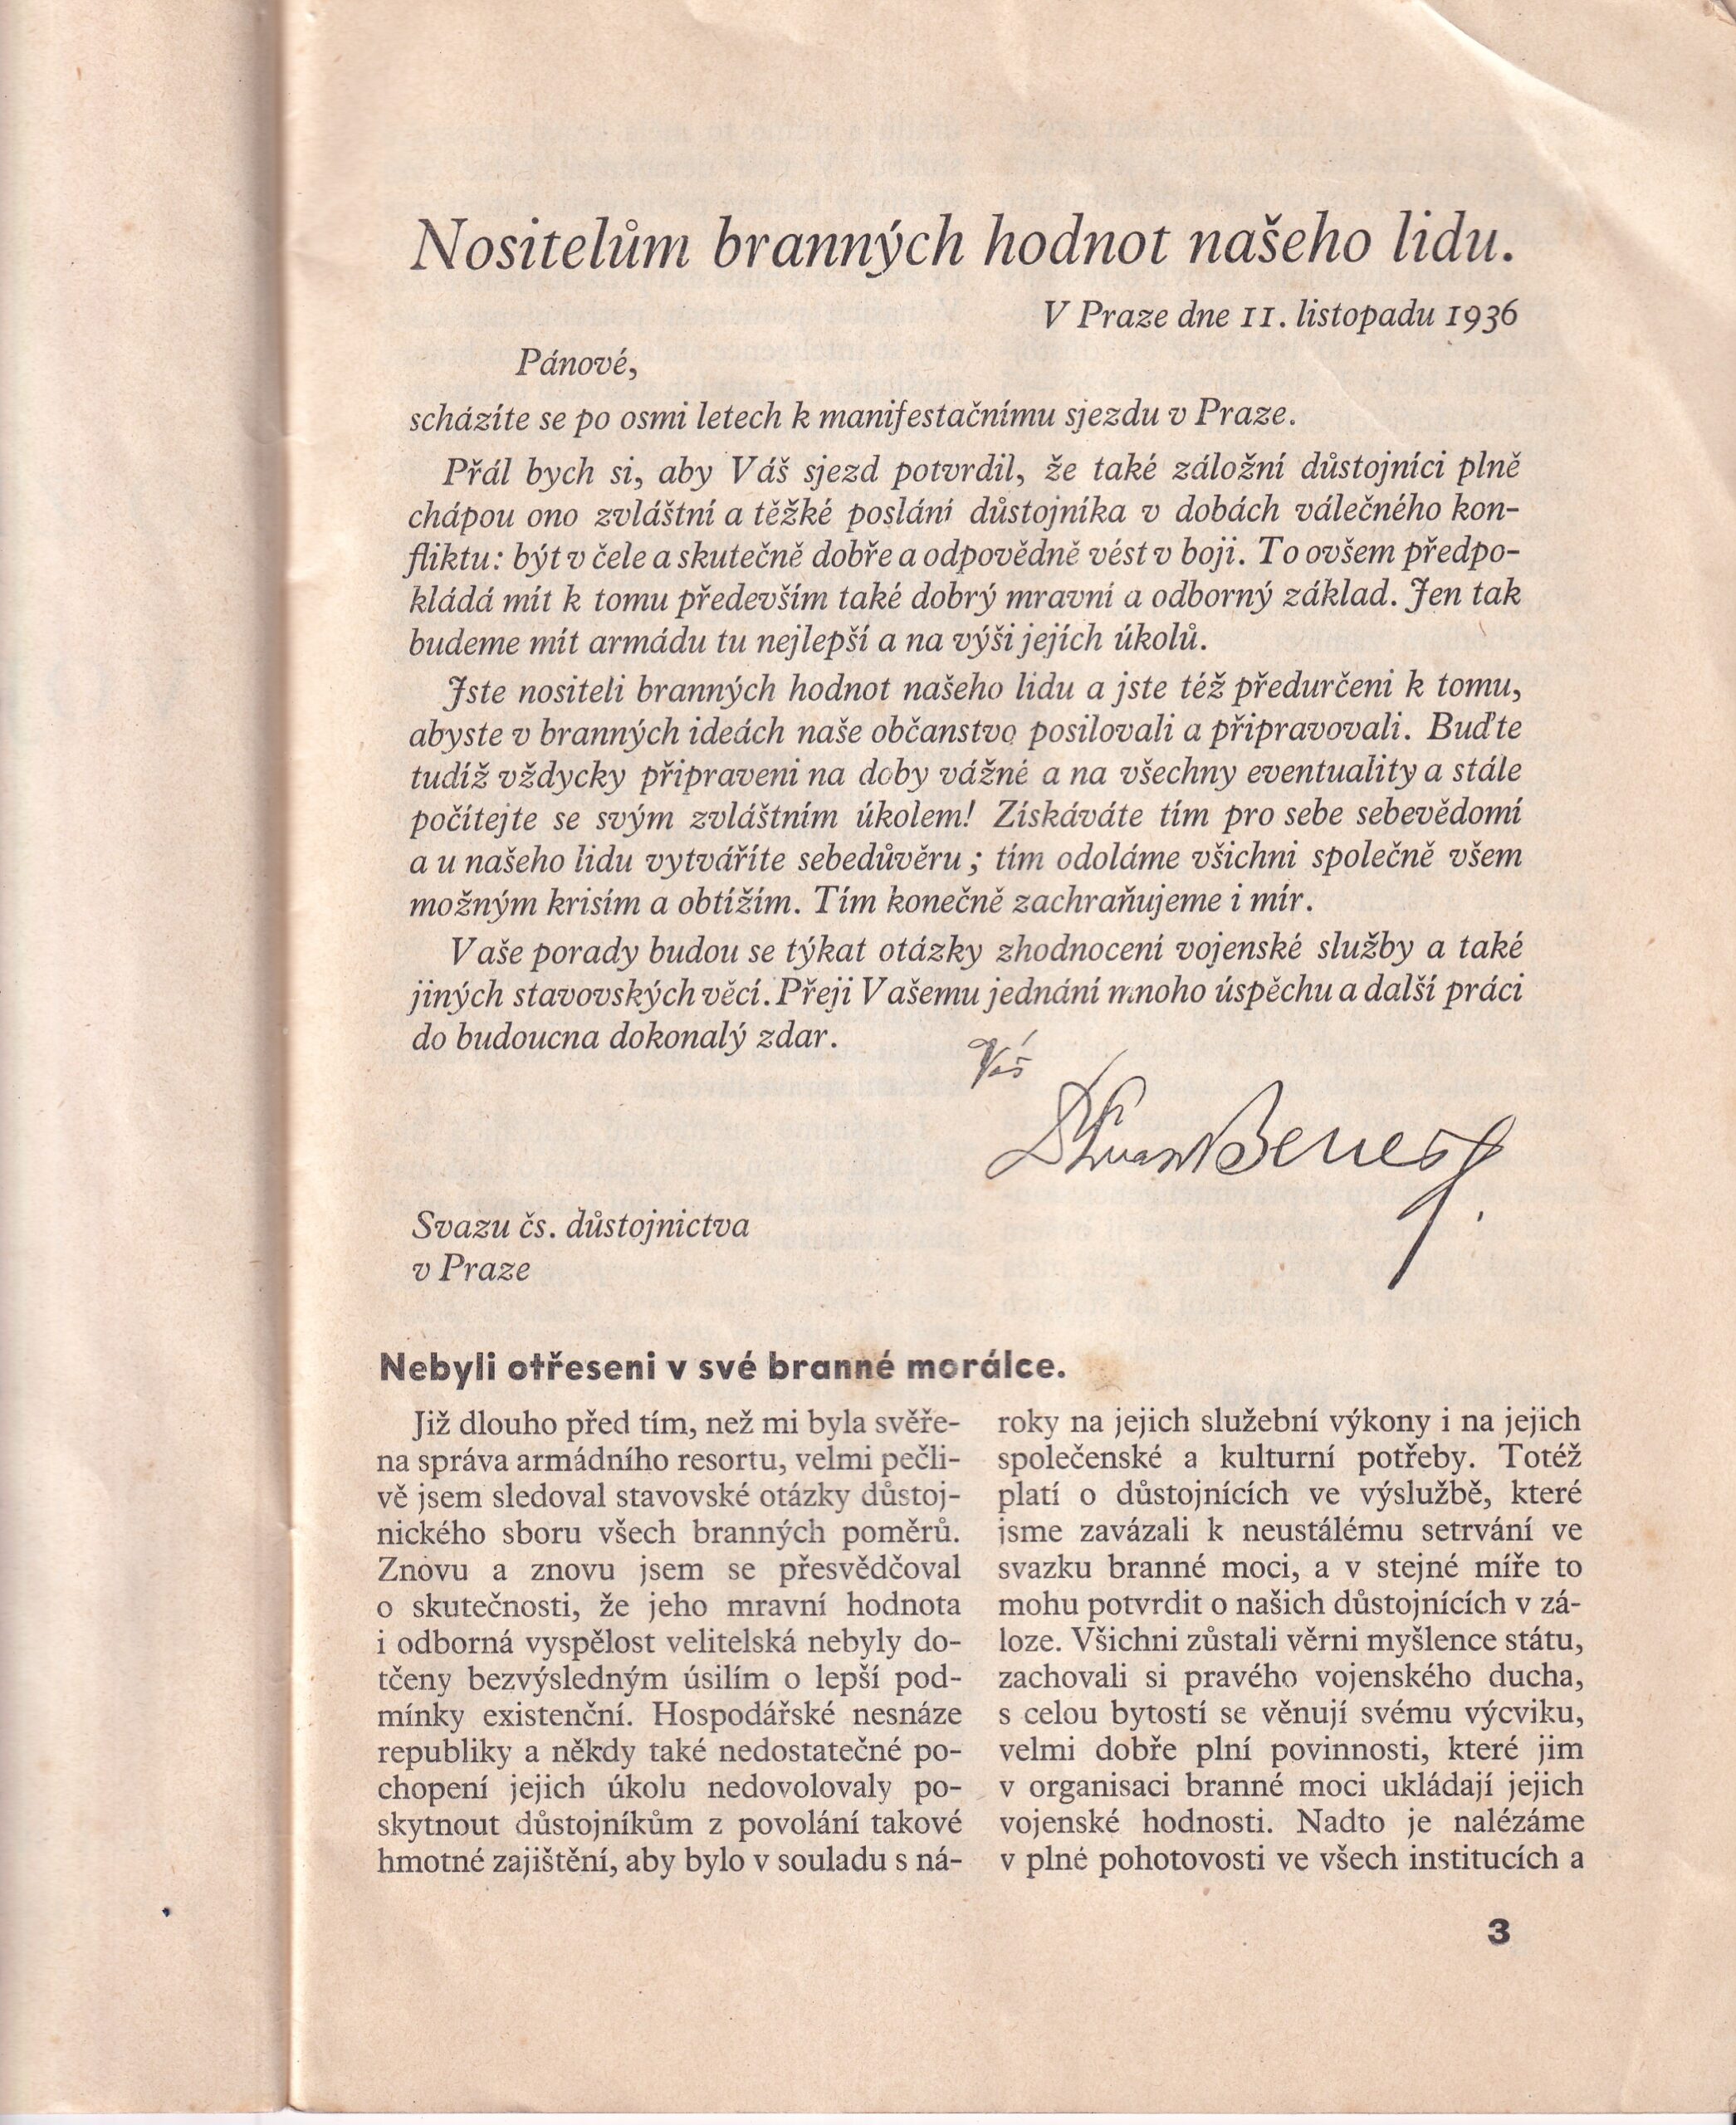 Nositelům branných hodnot našeho lidu.
V Praze dne 11. listopadu 1936
Pánové,
scházíte se po osmi letech k manifestačnímu sjezdu v Praze.
Přál bych si, aby Váš sjezd potvrdil, že také záložní důstojníci plně
chápou ono zvláštní a těžké poslání důstojníka v dobách válečného kon-
fliktu: být v čele a skutečně dobře a odpovědně vést v boji. To ovšem předpo-
kládá mít k tomu především také dobrý mravní a odborný základ. Jen tak
budeme mít armádu tu nejlepší a na výši jejích úkolů.
Jste nositeli branných hodnot našeho lidu a jste též předurčeni k tomu,
abyste v branných ideách naše občanstvo posilovali a připravovali. Buďte
tudíž vždycky připraveni na doby vážné a na všechny eventuality a stále
počítejte se svým zvláštním úkolem! Získáváte tím pro sebe sebevědomí
a u našeho lidu vytváříte sebedůvěru; tím odoláme všichni společně všem
možným krisím a obtížím. Tím konečně zachraňujeme i mír.
Vaše porady budou se týkat otázky zhodnocení vojenské služby a také
jiných stavovských věcí. Přeji Vašemu jednání mnoho úspěchu a další práci
do budoucna dokonalý zdar.
Váš
Dr Edvard Beneš
Svazu čs. důstojnictva
v Praze
Nebyli otřeseni v své branné morálce.
Již dlouho před tím, než mi byla svěře-
na správa armádního resortu, velmi pečli-
vě jsem sledoval stavovské otázky důstoj-
nického sboru všech branných poměrů.
Znovu a znovu jsem se přesvědčoval
o skutečnosti, že jeho mravní hodnota
i odborná vyspělost velitelská nebyly do-
tčeny bezvýsledným úsilím o lepší pod-
mínky existenční. Hospodářské nesnáze
republiky a někdy také nedostatečné po-
chopení jejich úkolu nedovolovaly po-
skytnout důstojníkům z povolání takové
hmotné zajištění, aby bylo v souladu s ná-
roky na jejich služební výkony i na jejich
společenské a kulturní potřeby. Totéž
platí o důstojnících ve výslužbě, které
jsme zavázali k neustálému setrvání ve
svazku branné moci, a v stejné míře to
mohu potvrdit o našich důstojnících v zá-
loze. Všichni zůstali věrni myšlence státu,
zachovali si pravého vojenského ducha,
s celou bytostí se věnují svému výcviku,
velmi dobře plní povinnosti, které jim
v organisaci branné moci ukládají jejich
vojenské hodnosti. Nadto je nalézáme
v plné pohotovosti ve všech institucích a
3